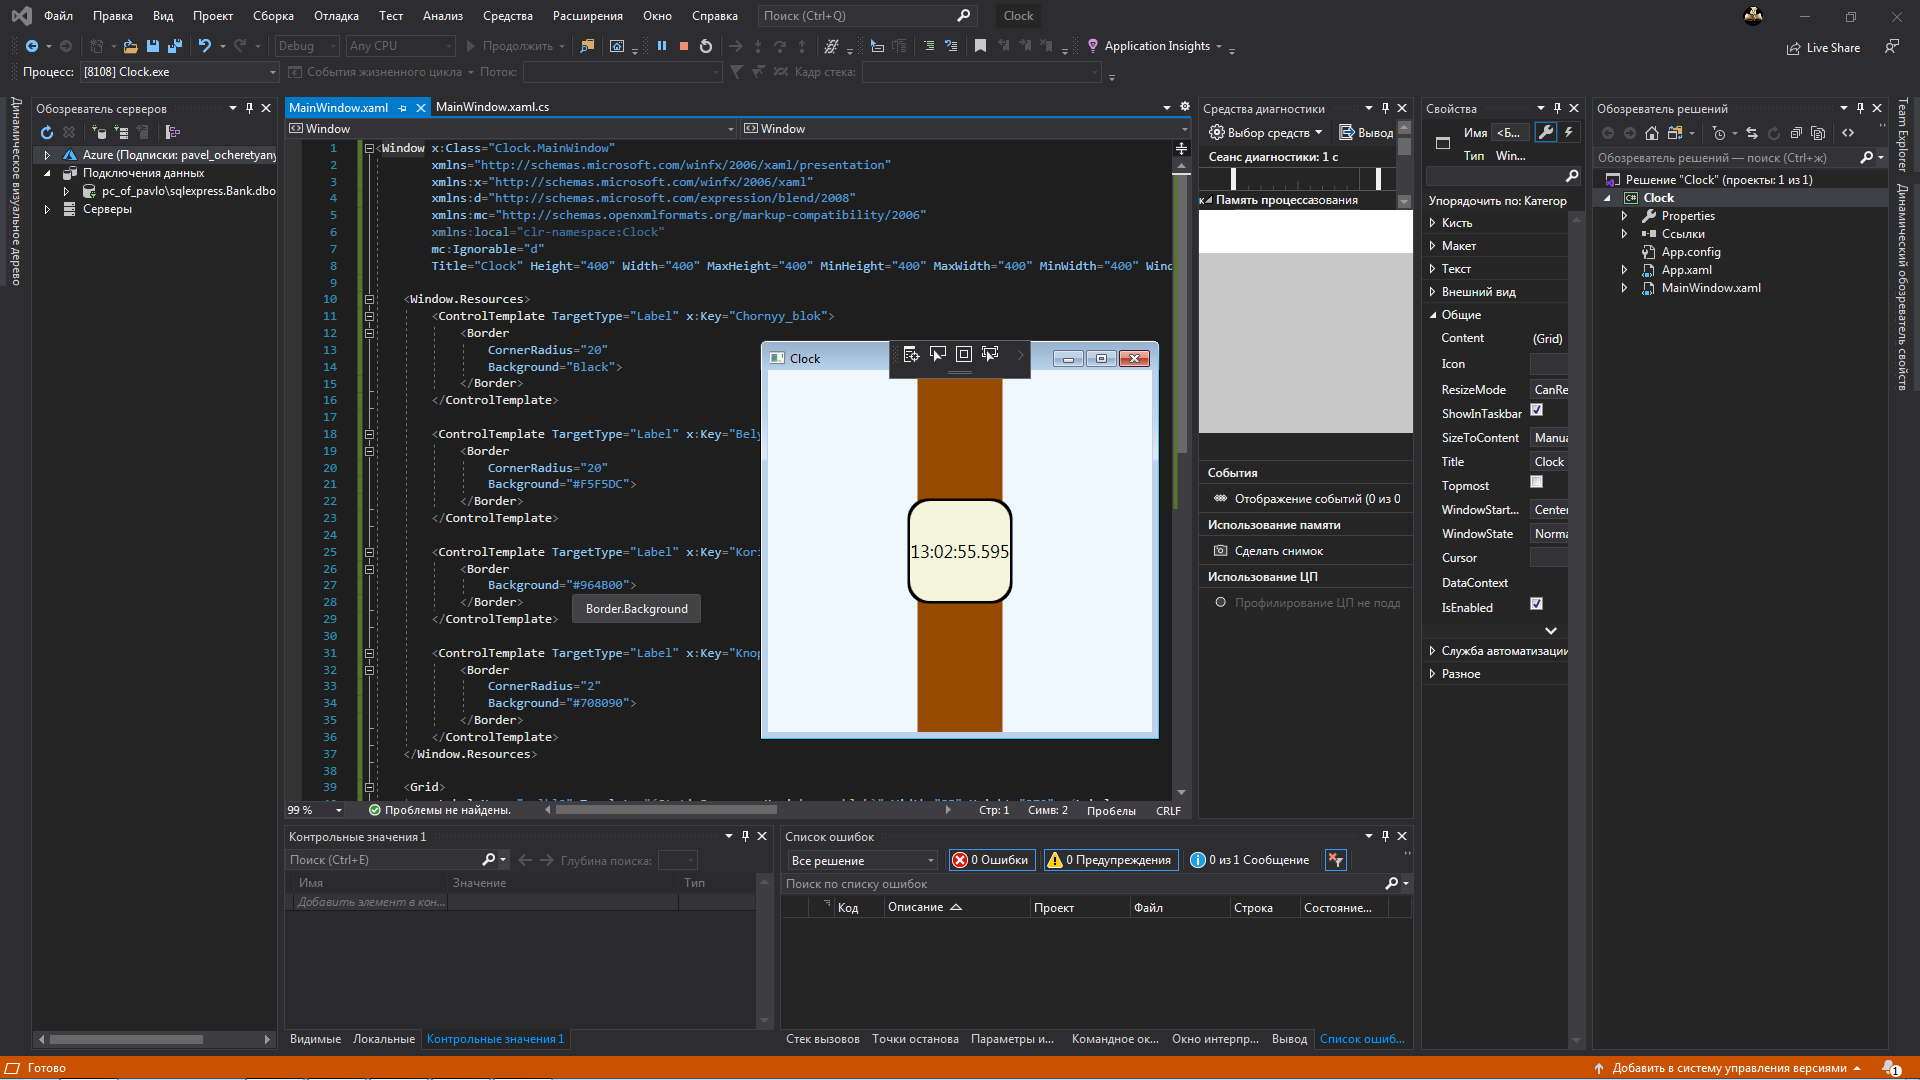 Файл Правка Вид Проект Сборка Отладка Тест Анализ Средства Расширения Окно Справка Поиск (Ctrl+Q) Clock
Debug Any CPU Продолжить Application Insights Live Share
Процесс: [8108] Clock.exe События жизненного цикла Поток: Кадр стека:
Динамическое визуальное дерево
Обозреватель серверов
Azure (Подписки: pavel_ocheretyany
Подключения данных
pc_of_pavlo\sqlexpress.Bank.dbo
Серверы
MainWindow.xaml MainWindow.xaml.cs
Window Window
1 <Window x:Class="Clock.MainWindow"
2 xmlns="http://schemas.microsoft.com/winfx/2006/xaml/presentation"
3 xmlns:x="http://schemas.microsoft.com/winfx/2006/xaml"
4 xmlns:d="http://schemas.microsoft.com/expression/blend/2008"
5 xmlns:mc="http://schemas.openxmlformats.org/markup-compatibility/2006"
6 xmlns:local="clr-namespace:Clock"
7 mc:Ignorable="d"
8 Title="Clock" Height="400" Width="400" MaxHeight="400" MinHeight="400" MaxWidth="400" MinWidth="400" Wind
9
10 <Window.Resources>
11 <ControlTemplate TargetType="Label" x:Key="Chornyy_blok">
12 <Border
13 CornerRadius="20"
14 Background="Black">
15 </Border>
16 </ControlTemplate>
17
18 <ControlTemplate TargetType="Label" x:Key="Bely
19 <Border
20 CornerRadius="20"
21 Background="#F5F5DC">
22 </Border>
23 </ControlTemplate>
24
25 <ControlTemplate TargetType="Label" x:Key="Kori
26 <Border
27 Background="#964B00">
28 </Border>
29 </ControlTemplate>
30
31 <ControlTemplate TargetType="Label" x:Key="Knop
32 <Border
33 CornerRadius="2"
34 Background="#708090">
35 </Border>
36 </ControlTemplate>
37 </Window.Resources>
38
39 <Grid>
Border.Background
Clock
13:02:55.595
99 % Проблемы не найдены. Стр: 1 Симв: 2 Пробелы CRLF
Средства диагностики
Выбор средств Вывод
Сеанс диагностики: 1 с
Память процесса
События
Отображение событий (0 из 0
Использование памяти
Сделать снимок
Использование ЦП
Профилирование ЦП не подд
Свойства
Имя <Б...
Тип Win...
Упорядочить по: Категор
Кисть
Макет
Текст
Внешний вид
Общие
Content (Grid)
Icon
ResizeMode CanRe
ShowInTaskbar
SizeToContent Manua
Title Clock
Topmost
WindowStart... Center
WindowState Norma
Cursor
DataContext
IsEnabled
Служба автоматизации
Разное
Обозреватель решений
Обозреватель решений — поиск (Ctrl+ж)
Решение "Clock" (проекты: 1 из 1)
Clock
Properties
Ссылки
App.config
App.xaml
MainWindow.xaml
Team Explorer
Динамический обозреватель свойств
Контрольные значения 1
Поиск (Ctrl+E) Глубина поиска:
Имя Значение Тип
Добавить элемент в кон...
Видимые Локальные Контрольные значения 1
Список ошибок
Все решение 0 Ошибки 0 Предупреждения 0 из 1 Сообщение
Поиск по списку ошибок
Код Описание Проект Файл Строка Состояние...
Стек вызовов Точки останова Параметры и... Командное ок... Окно интерпр... Вывод Список ошиб...
Готово Добавить в систему управления версиями 1